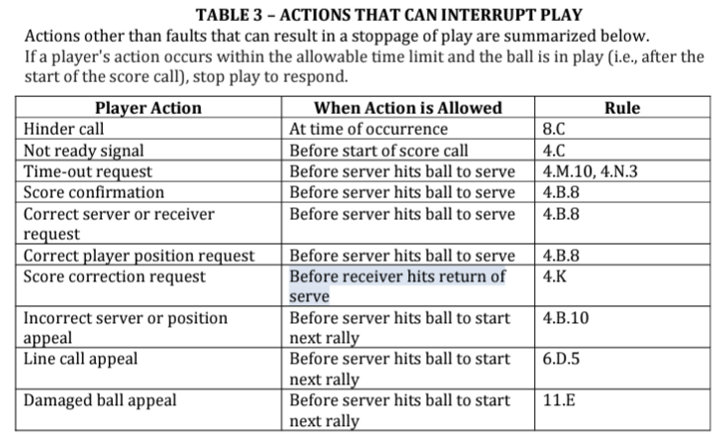 TABLE 3 – ACTIONS THAT CAN INTERRUPT PLAY
Actions other than faults that can result in a stoppage of play are summarized below.
If a player's action occurs within the allowable time limit and the ball is in play (i.e., after the
start of the score call), stop play to respond.
Player Action When Action is Allowed Rule
Hinder call At time of occurrence 8.C
Not ready signal Before start of score call 4.C
Time-out request Before server hits ball to serve 4.M.10, 4.N.3
Score confirmation Before server hits ball to serve 4.B.8
Correct server or receiver Before server hits ball to serve 4.B.8
request
Correct player position request Before server hits ball to serve 4.B.8
Score correction request Before receiver hits return of 4.K
serve
Incorrect server or position Before server hits ball to start 4.B.10
appeal next rally
Line call appeal Before server hits ball to start 6.D.5
next rally
Damaged ball appeal Before server hits ball to start 11.E
next rally